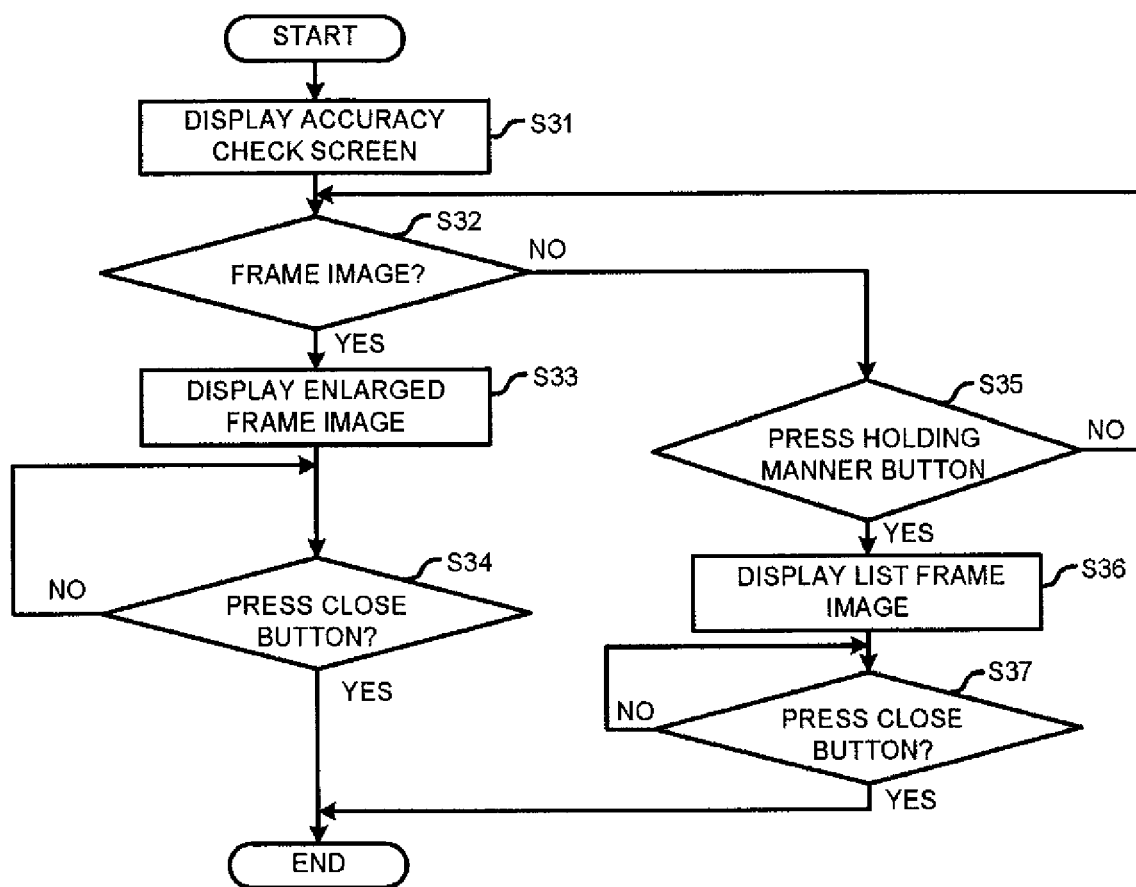 START
DISPLAY ACCURACY
CHECK SCREEN
S31
S32
FRAME IMAGE?
NO
YES
DISPLAY ENLARGED
FRAME IMAGE
S33
S34
PRESS CLOSE
BUTTON?
NO
YES
S35
PRESS HOLDING
MANNER BUTTON
NO
YES
DISPLAY LIST FRAME
IMAGE
S36
S37
PRESS CLOSE
BUTTON?
NO
YES
END